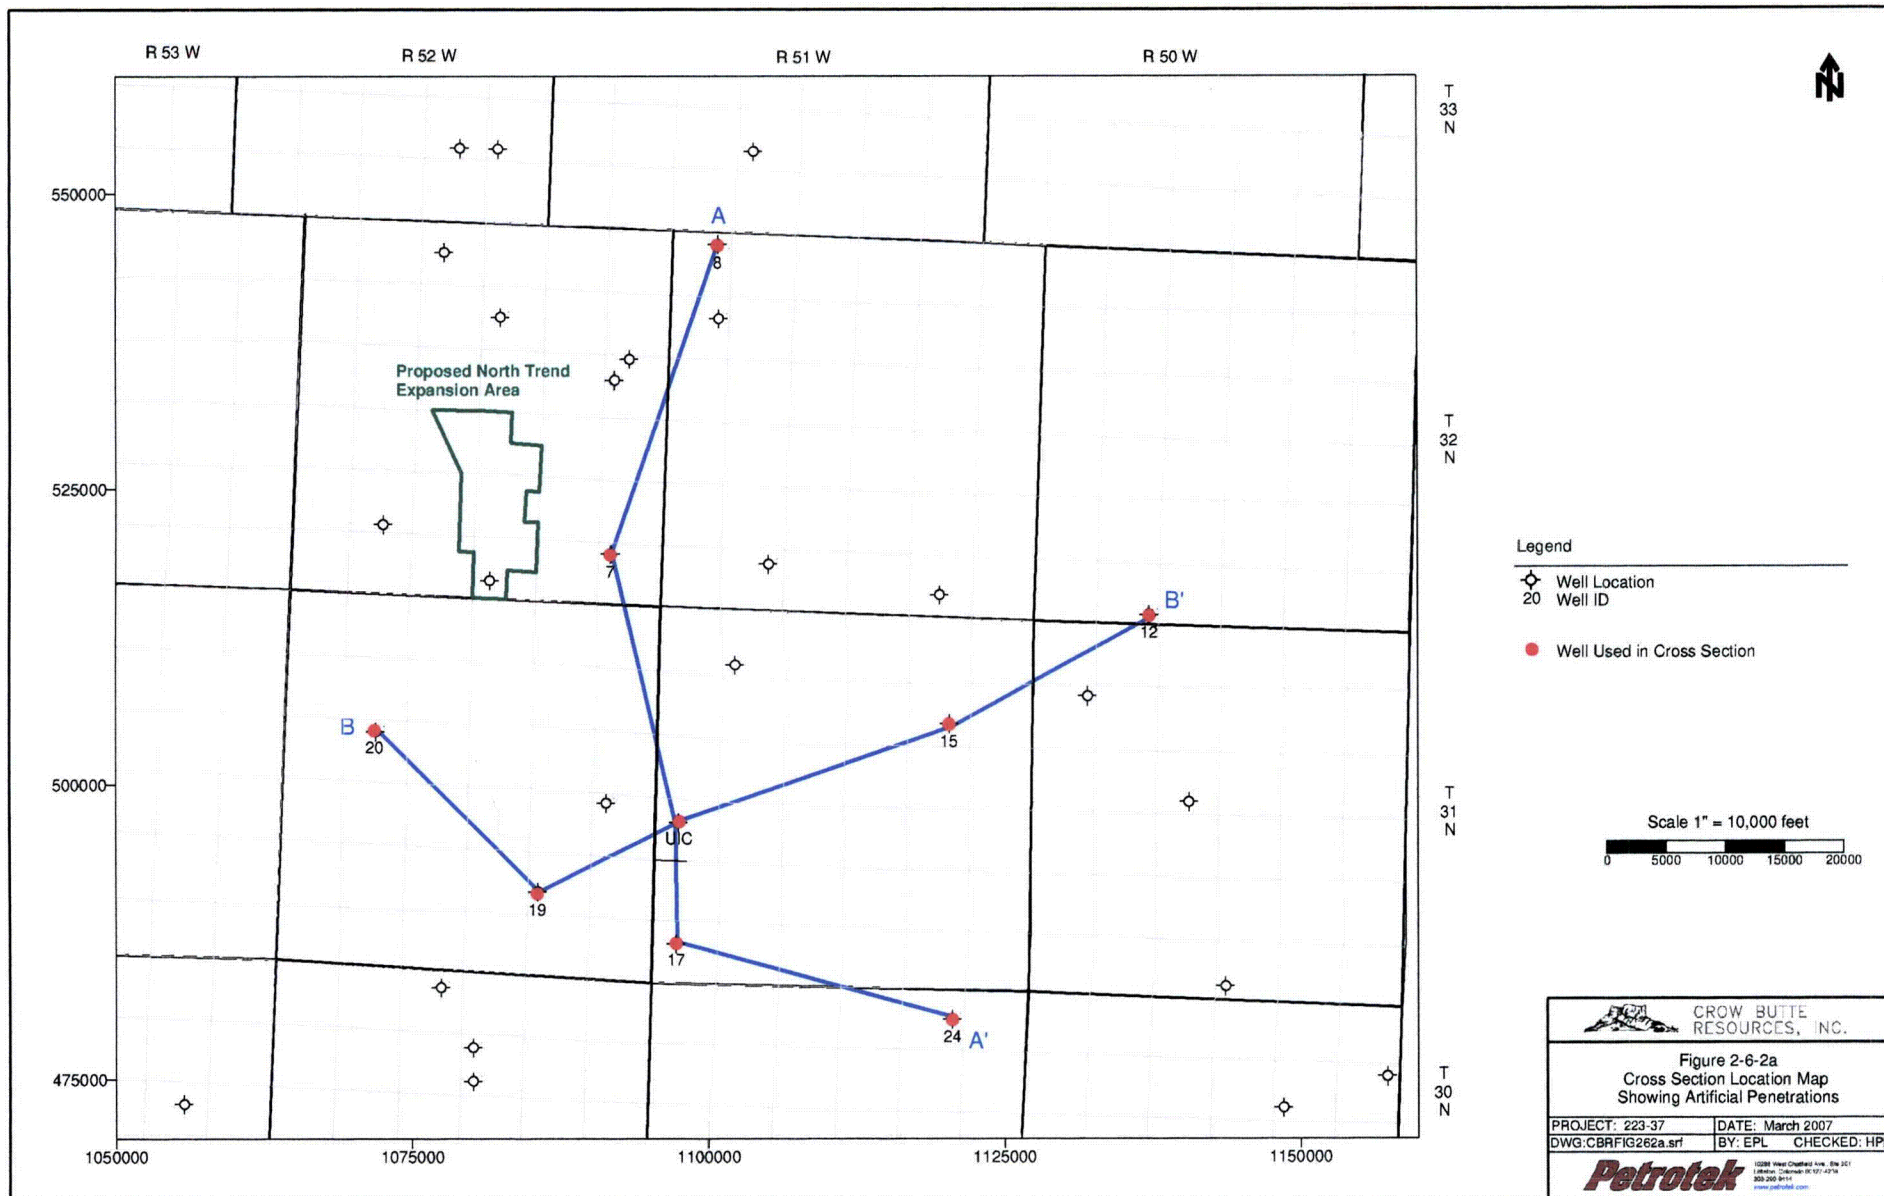 R 53 W
R 52 W
R 51 W
R 50 W
T
33
N
N
550000
A
8
Proposed North Trend
Expansion Area
T
32
N
525000
7
Legend
Well Location
20 Well ID
Well Used in Cross Section
B'
12
B
20
15
500000
UIC
T
31
N
Scale 1" = 10,000 feet
0 5000 10000 15000 20000
19
17
24
A'
475000
T
30
N
1050000
1075000
1100000
1125000
1150000
CROW BUTTE
RESOURCES, INC.
Figure 2-6-2a
Cross Section Location Map
Showing Artificial Penetrations
PROJECT: 223-37
DATE: March 2007
DWG:CBRFIG262a.srf
BY: EPL CHECKED: HP
Petrotek
www.petrotek.com